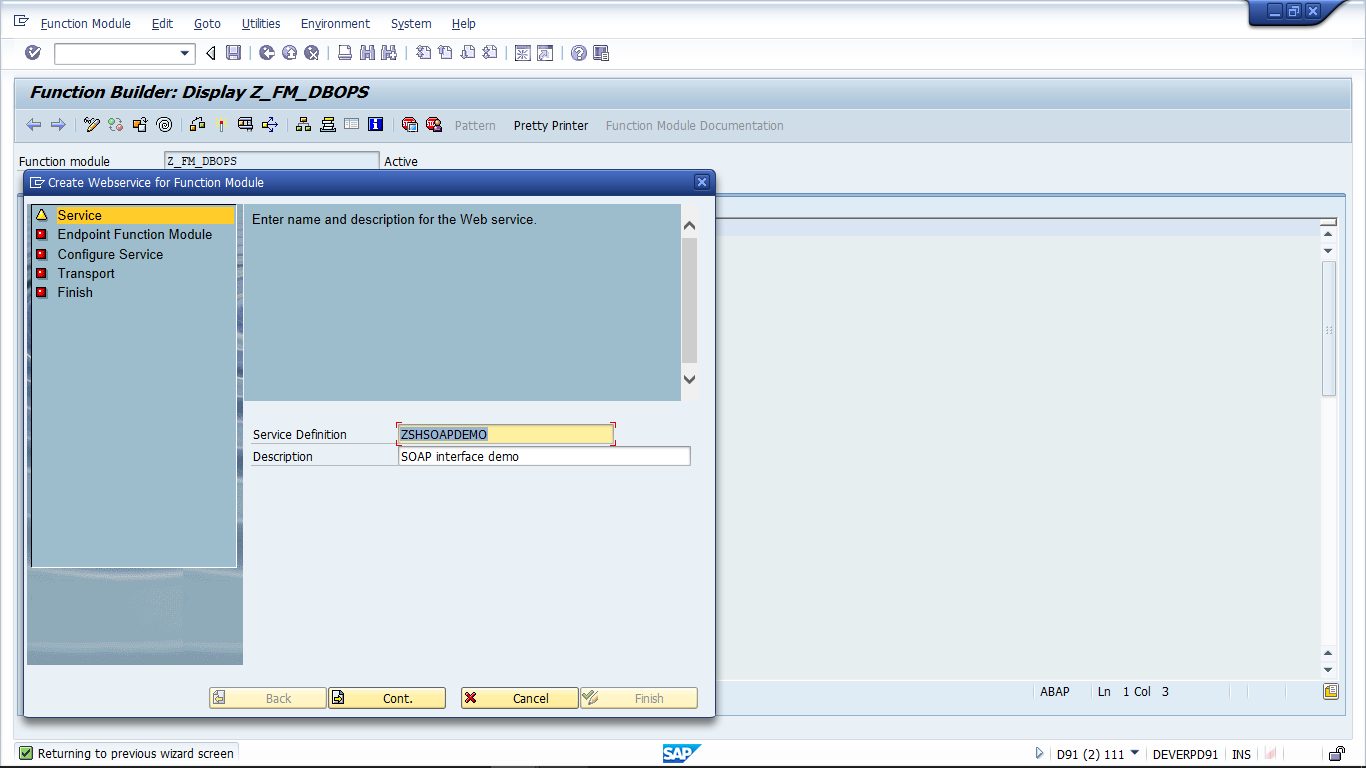 Function Module Edit Goto Utilities Environment System Help
Function Builder: Display Z_FM_DBOPS
Pattern Pretty Printer Function Module Documentation
Function module Z_FM_DBOPS Active
Create Webservice for Function Module
Service
Endpoint Function Module
Configure Service
Transport
Finish
Enter name and description for the Web service.
Service Definition ZSHSOAPDEMO
Description SOAP interface demo
Back Cont. Cancel Finish
ABAP Ln 1 Col 3
Returning to previous wizard screen SAP D91 (2) 111 DEVERPD91 INS